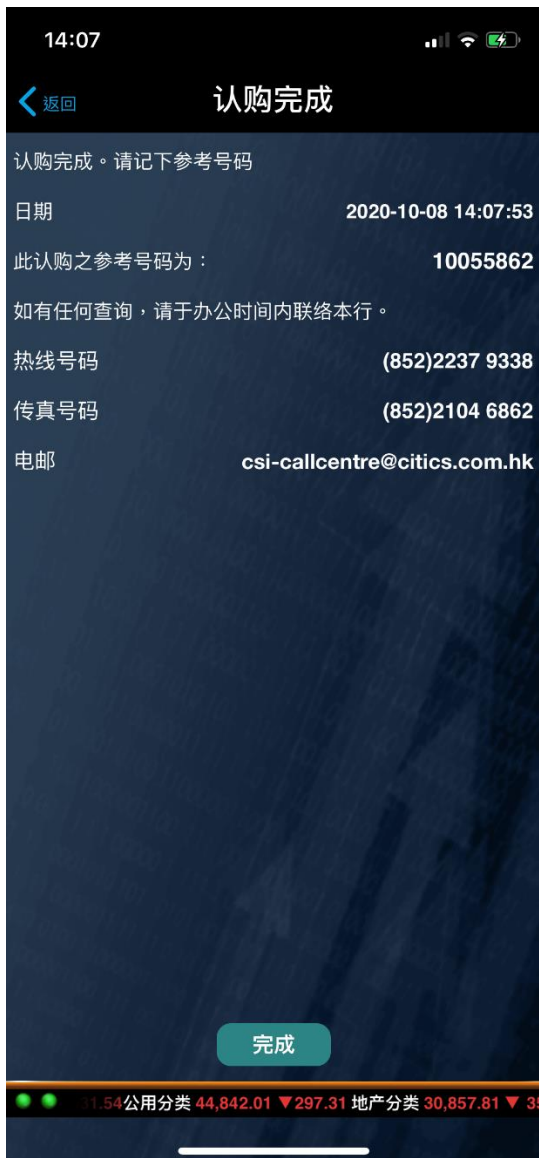 14:07
返回 认购完成
认购完成。请记下参考号码
日期 2020-10-08 14:07:53
此认购之参考号码为： 10055862
如有任何查询，请于办公时间内联络本行。
热线号码 (852)2237 9338
传真号码 (852)2104 6862
电邮 csi-callcentre@citics.com.hk
完成
31.54公用分类 44,842.01 ▼297.31 地产分类 30,857.81 ▼